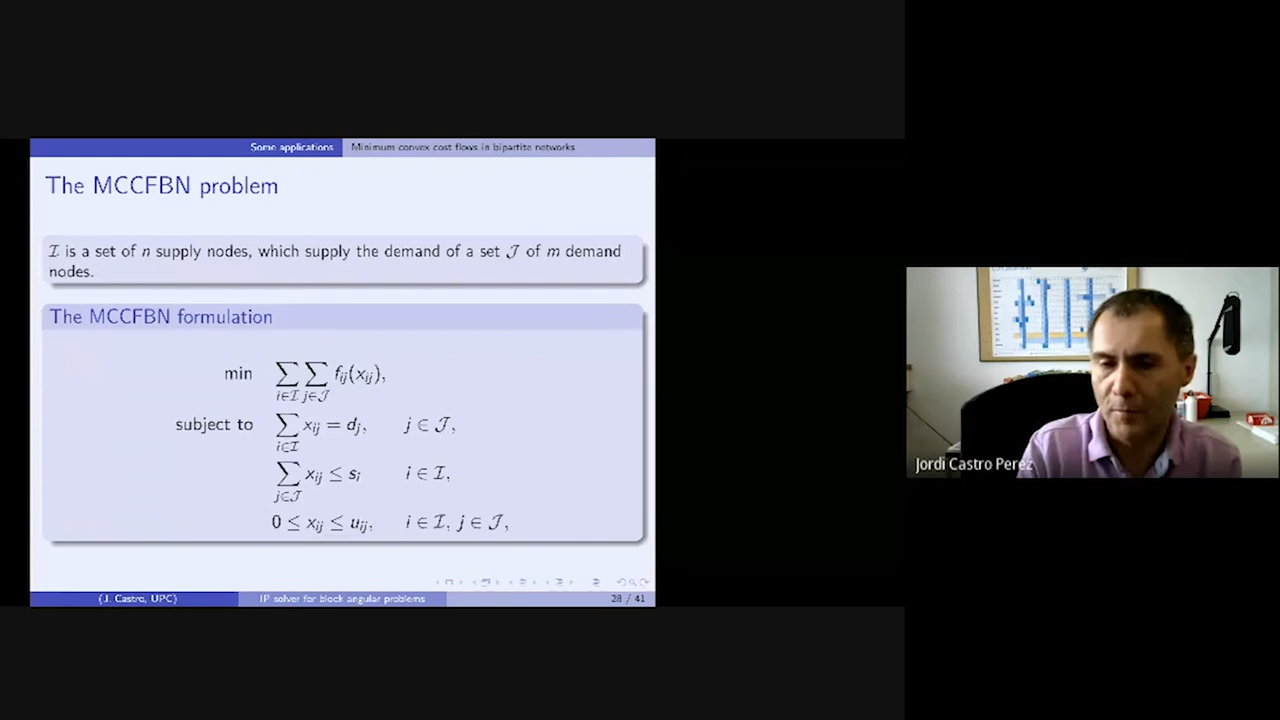 Some applications Minimum convex cost flows in bipartite networks
The MCCFBN problem
ℐ is a set of n supply nodes, which supply the demand of a set 𝒥 of m demand
nodes.
The MCCFBN formulation
min ∑_{i∈ℐ} ∑_{j∈𝒥} f_{ij}(x_{ij}),
subject to ∑_{i∈ℐ} x_{ij} = d_j, j ∈ 𝒥,
∑_{j∈𝒥} x_{ij} ≤ s_i i ∈ ℐ,
0 ≤ x_{ij} ≤ u_{ij}, i ∈ ℐ, j ∈ 𝒥,
(J. Castro, UPC) IP solver for block angular problems 28 / 41
Jordi Castro Perez